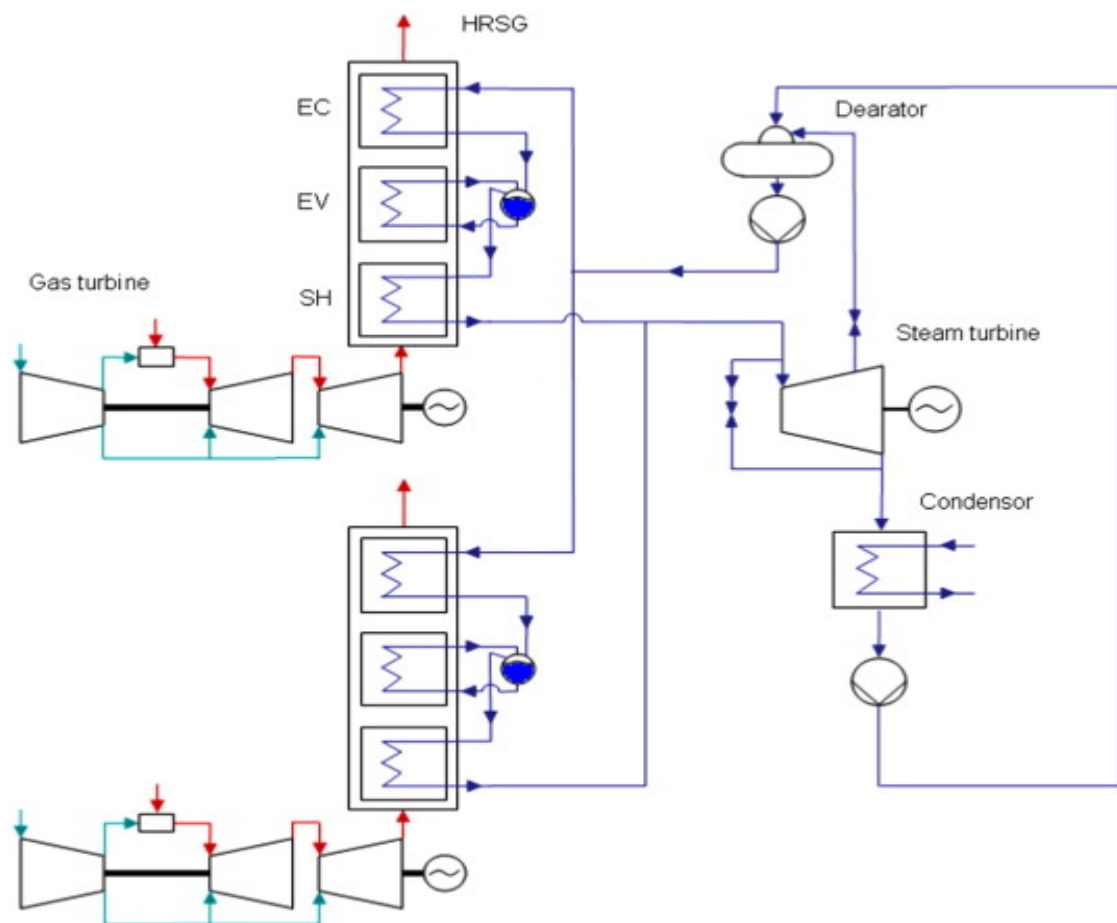 HRSG
EC
Dearator
EV
Gas turbine
SH
Steam turbine
Condensor